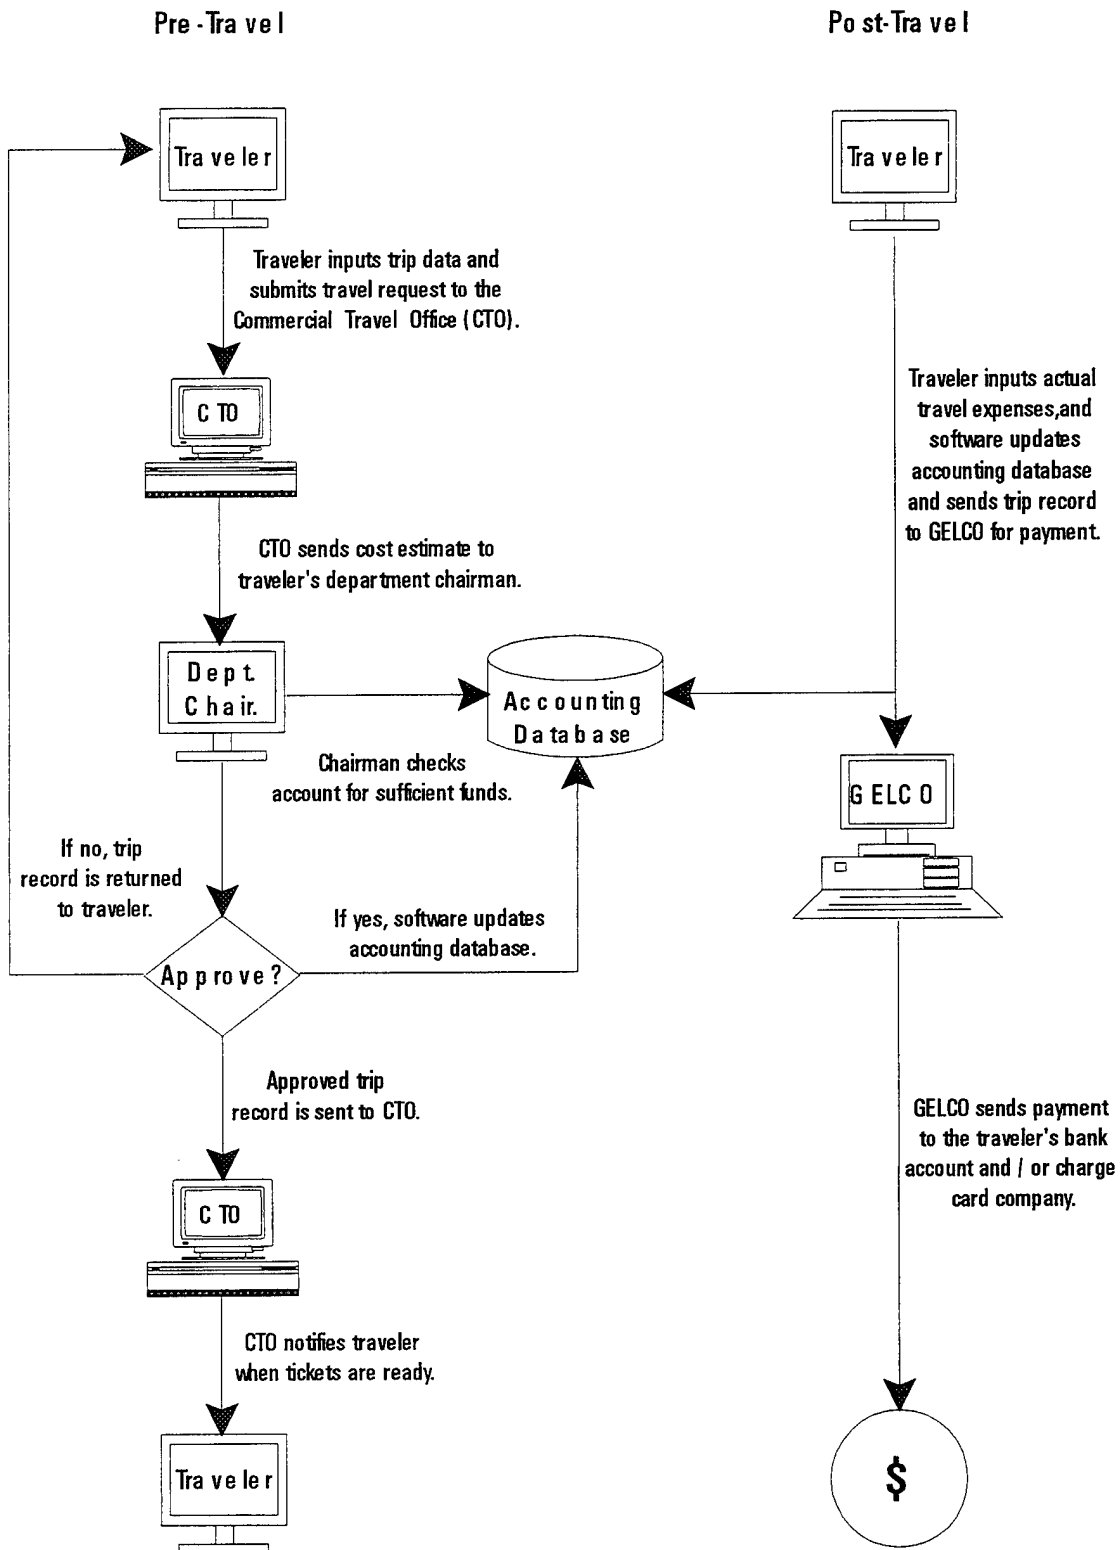 Pre-Travel
Post-Travel
Traveler
Traveler
Traveler inputs trip data and
submits travel request to the
Commercial Travel Office (CTO).
CTO
Traveler inputs actual
travel expenses,and
software updates
accounting database
and sends trip record
to GELCO for payment.
CTO sends cost estimate to
traveler's department chairman.
Dept.
Chair.
Accounting
Database
Chairman checks
account for sufficient funds.
GELCO
If no, trip
record is returned
to traveler.
If yes, software updates
accounting database.
Approve?
Approved trip
record is sent to CTO.
GELCO sends payment
to the traveler's bank
account and / or charge
card company.
CTO
CTO notifies traveler
when tickets are ready.
Traveler
$